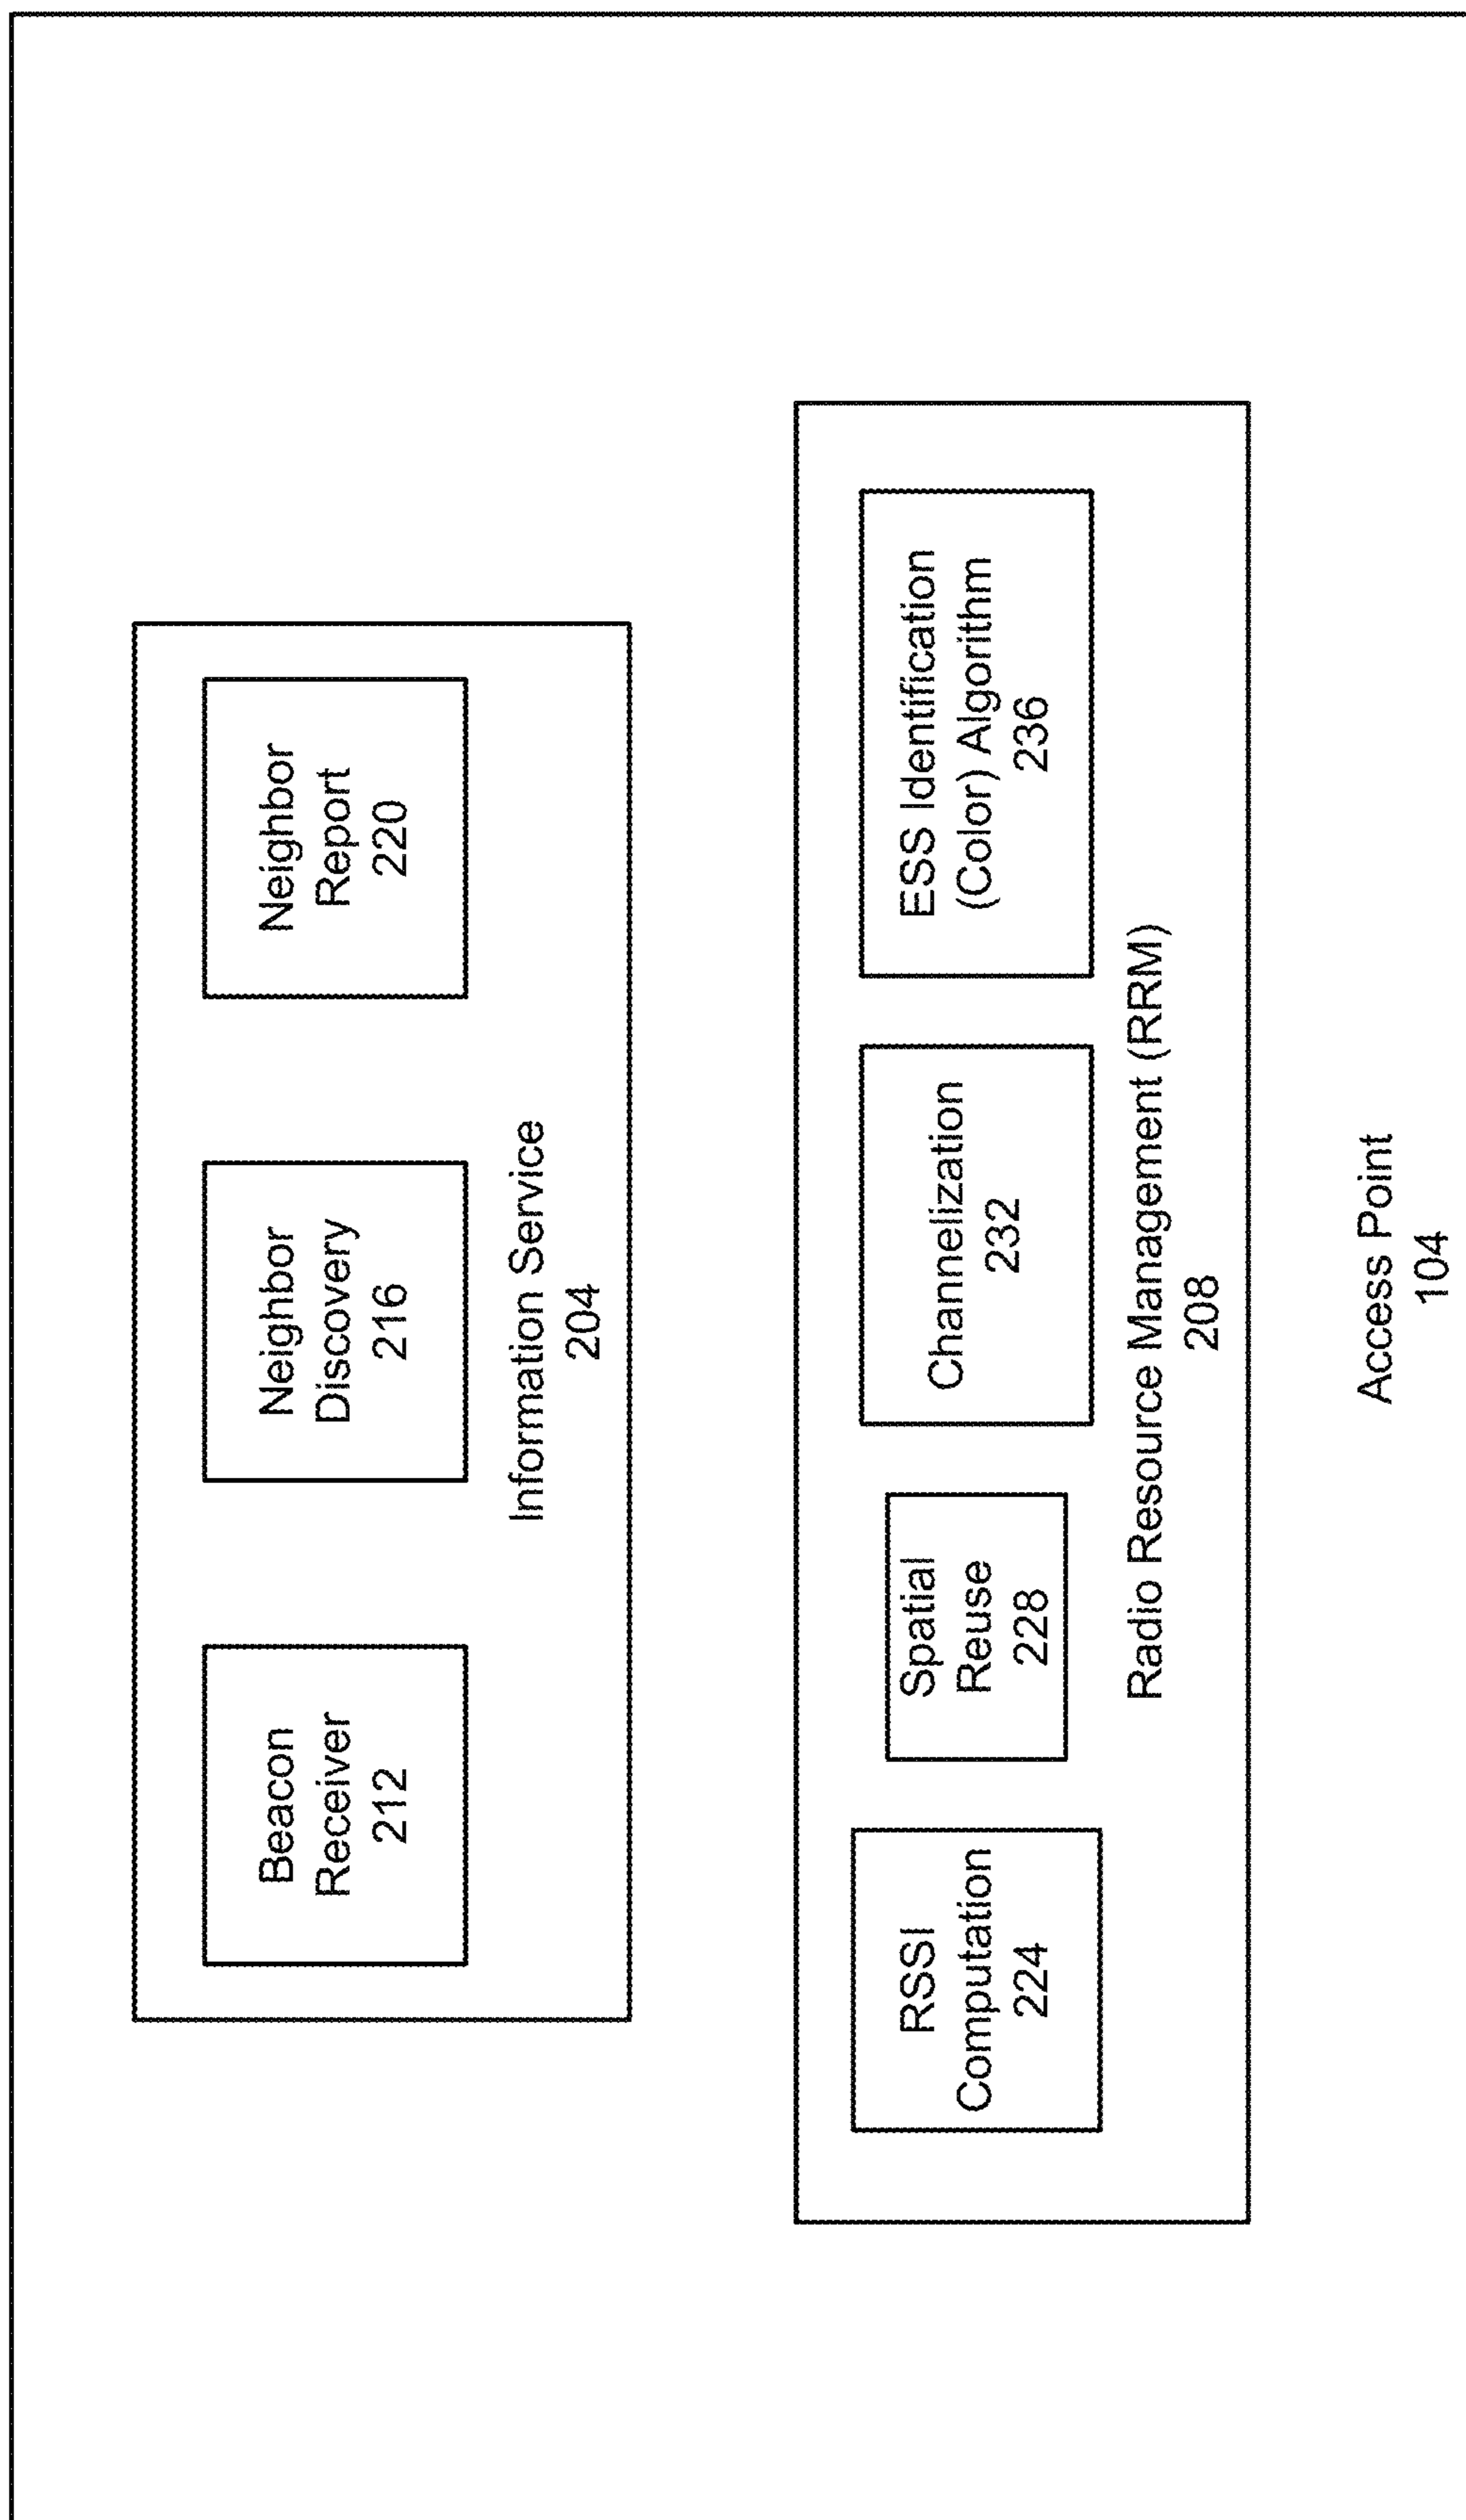 Beacon
Receiver
212
Neighbor
Discovery
216
Neighbor
Report
220
Information Service
204
RSSI
Computation
224
Spatial
Reuse
228
Channelization
232
ESS Identification
(Color) Algorithm
236
Radio Resource Management (RRM)
208
Access Point
104